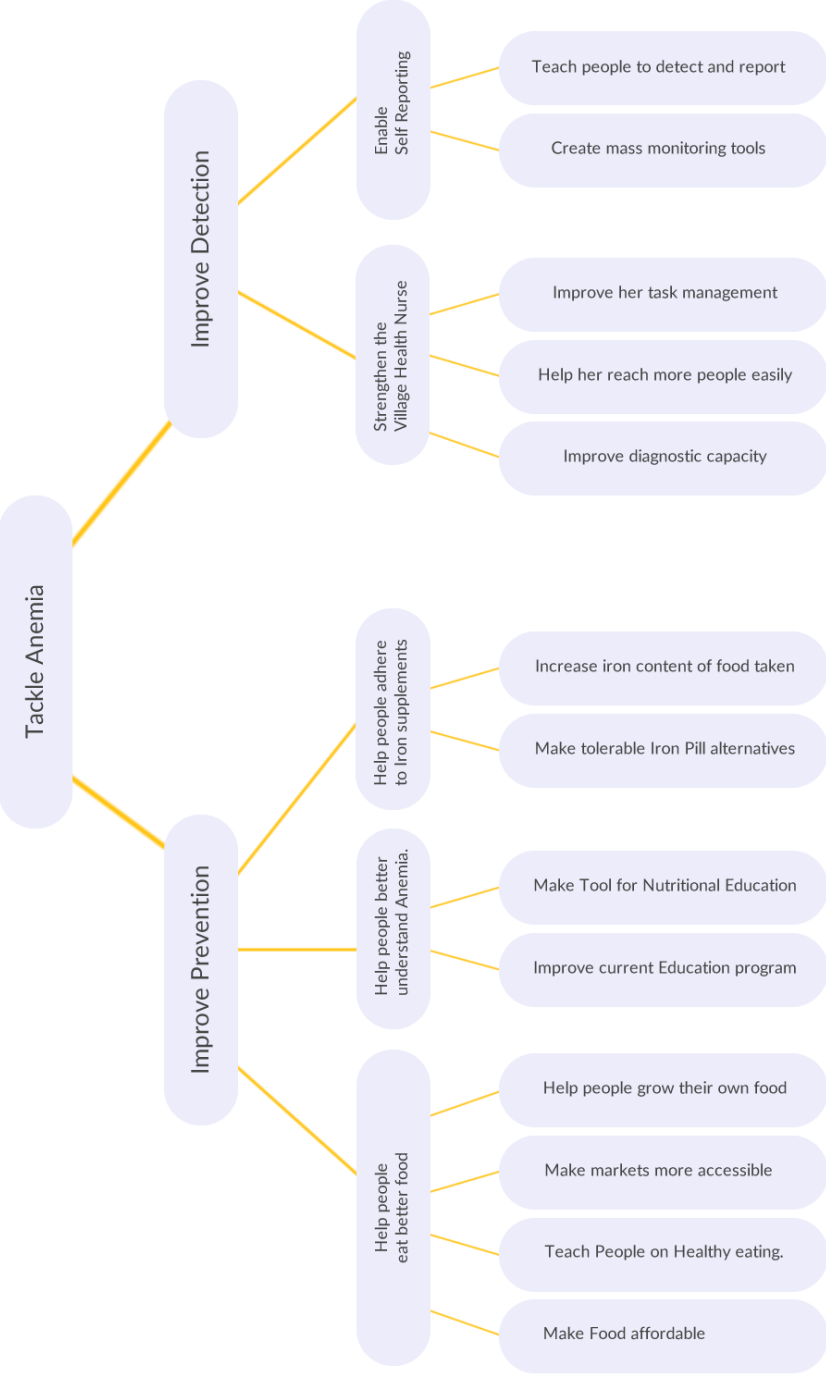 Tackle Anemia
Improve Detection
Enable
Self Reporting
Teach people to detect and report
Create mass monitoring tools
Strengthen the
Village Health Nurse
Improve her task management
Help her reach more people easily
Improve diagnostic capacity
Improve Prevention
Help people adhere
to Iron supplements
Increase iron content of food taken
Make tolerable Iron Pill alternatives
Help people better
understand Anemia.
Make Tool for Nutritional Education
Improve current Education program
Help people
eat better food
Help people grow their own food
Make markets more accessible
Teach People on Healthy eating.
Make Food affordable